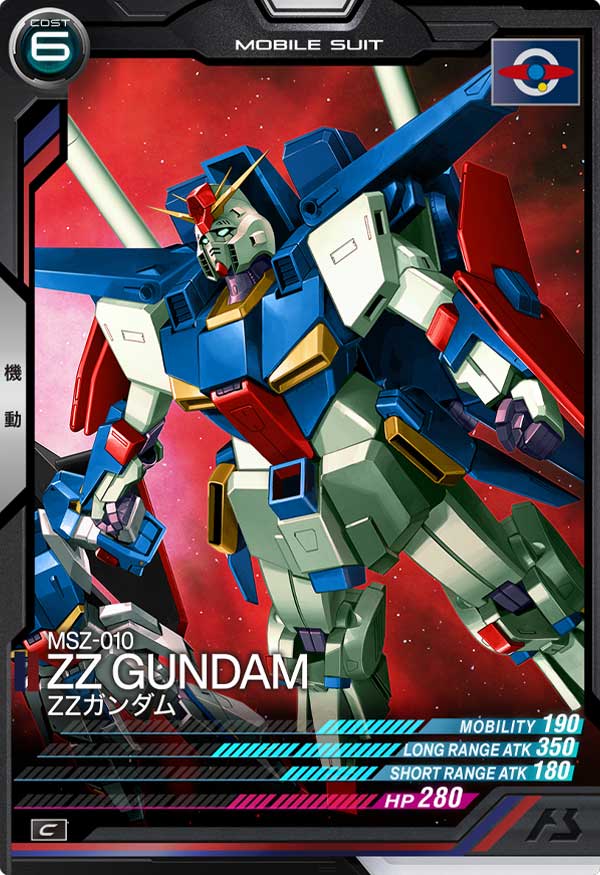 COST
6
MOBILE SUIT
機動
MSZ-010
ZZ GUNDAM
ZZガンダム
MOBILITY 190
LONG RANGE ATK 350
SHORT RANGE ATK 180
HP 280
C